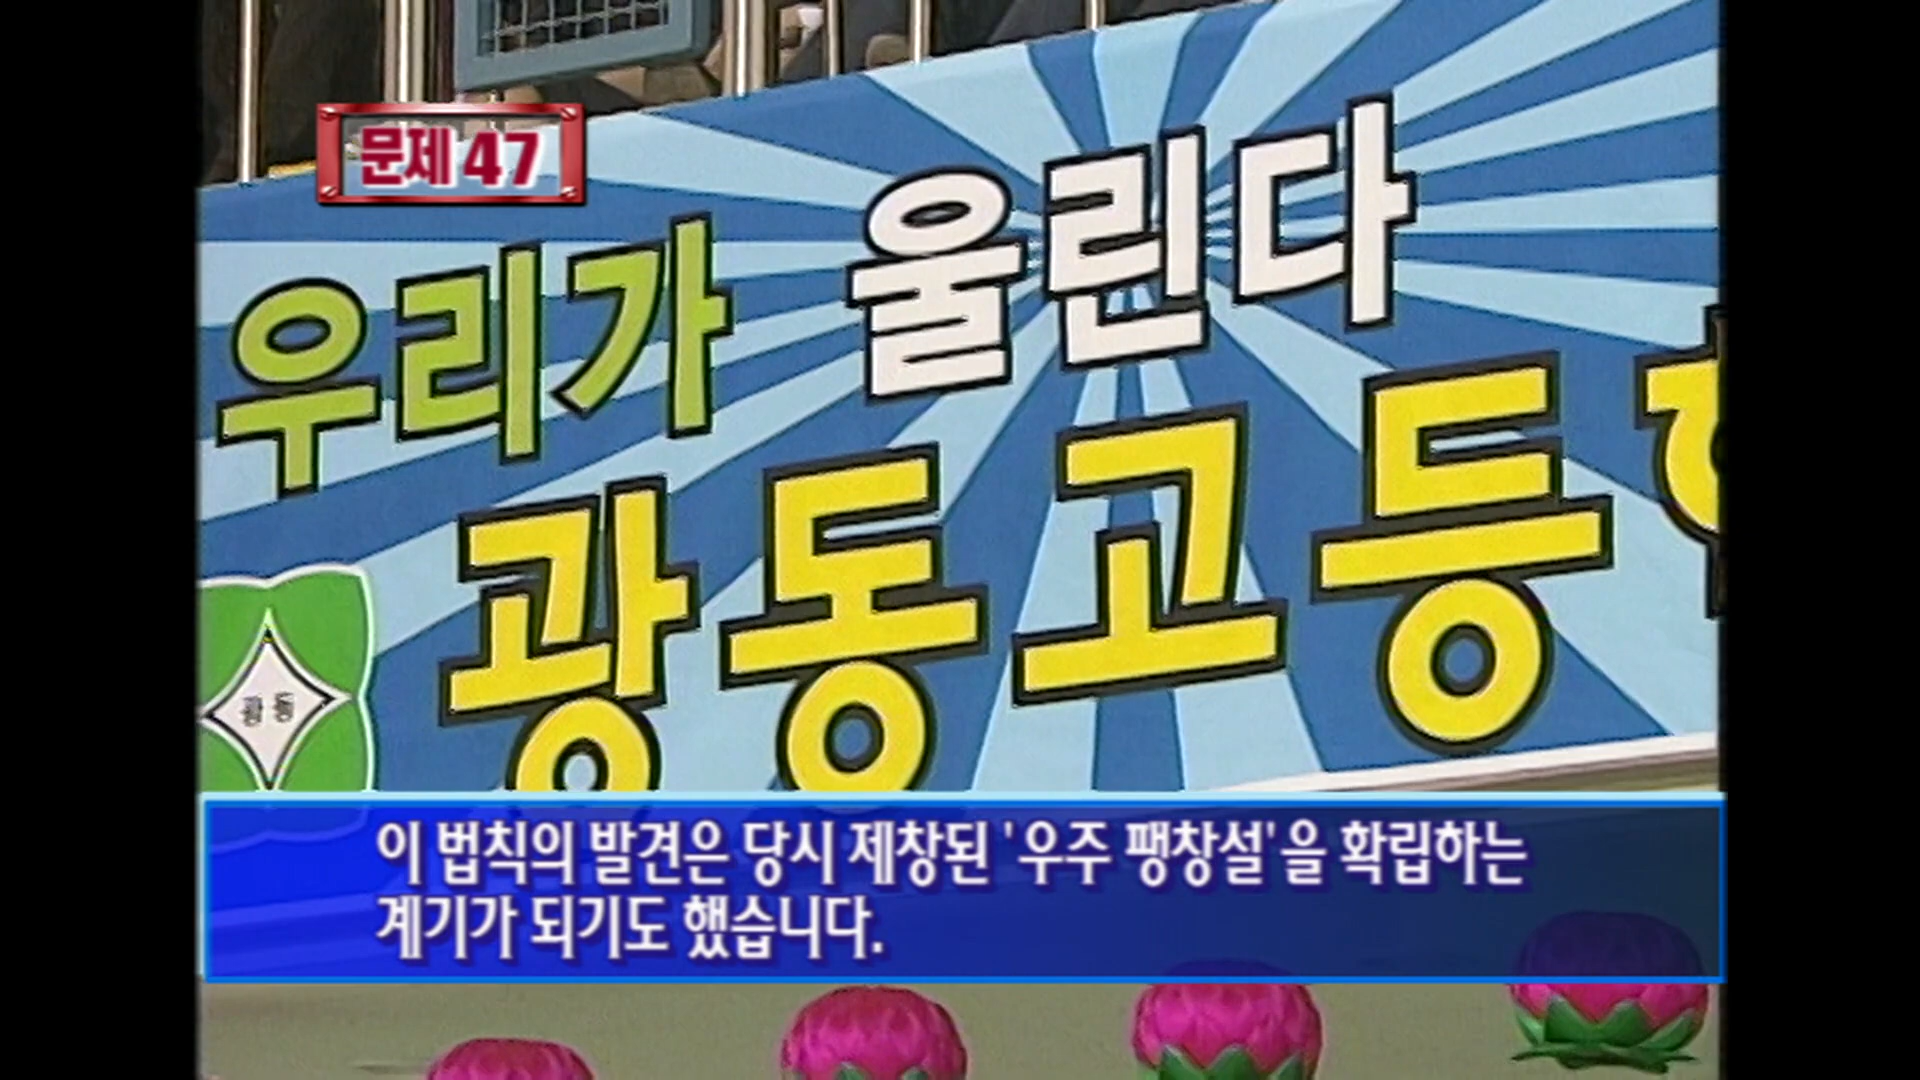 문제 47
우리가 울린다
광동고등
이 법칙의 발견은 당시 제창된 '우주 팽창설'을 확립하는
계기가 되기도 했습니다.